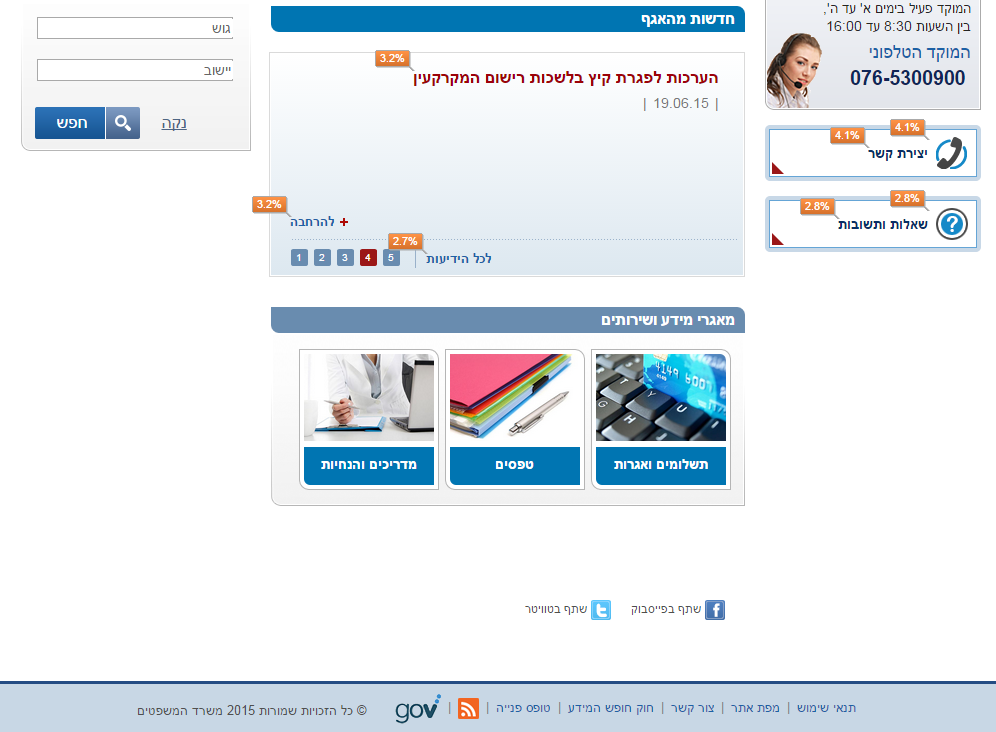 המוקד פעיל בימים א' עד ה',
בין השעות 8:30 עד 16:00
המוקד הטלפוני
076-5300900
4.1%
4.1%
יצירת קשר
2.8%
2.8%
שאלות ותשובות
?
חדשות מהאגף
3.2%
הערכות לפגרת קיץ בלשכות רישום המקרקעין
| 19.06.15 |
3.2%
+ להרחבה
2.7%
לכל הידיעות
1 2 3 4 5
מאגרי מידע ושירותים
תשלומים ואגרות
טפסים
מדריכים והנחיות
גוש
יישוב
נקה
חפש
שתף בפייסבוק
שתף בטוויטר
תנאי שימוש | מפת אתר | צור קשר | חוק חופש המידע | טופס פנייה |
gov
© כל הזכויות שמורות 2015 משרד המשפטים